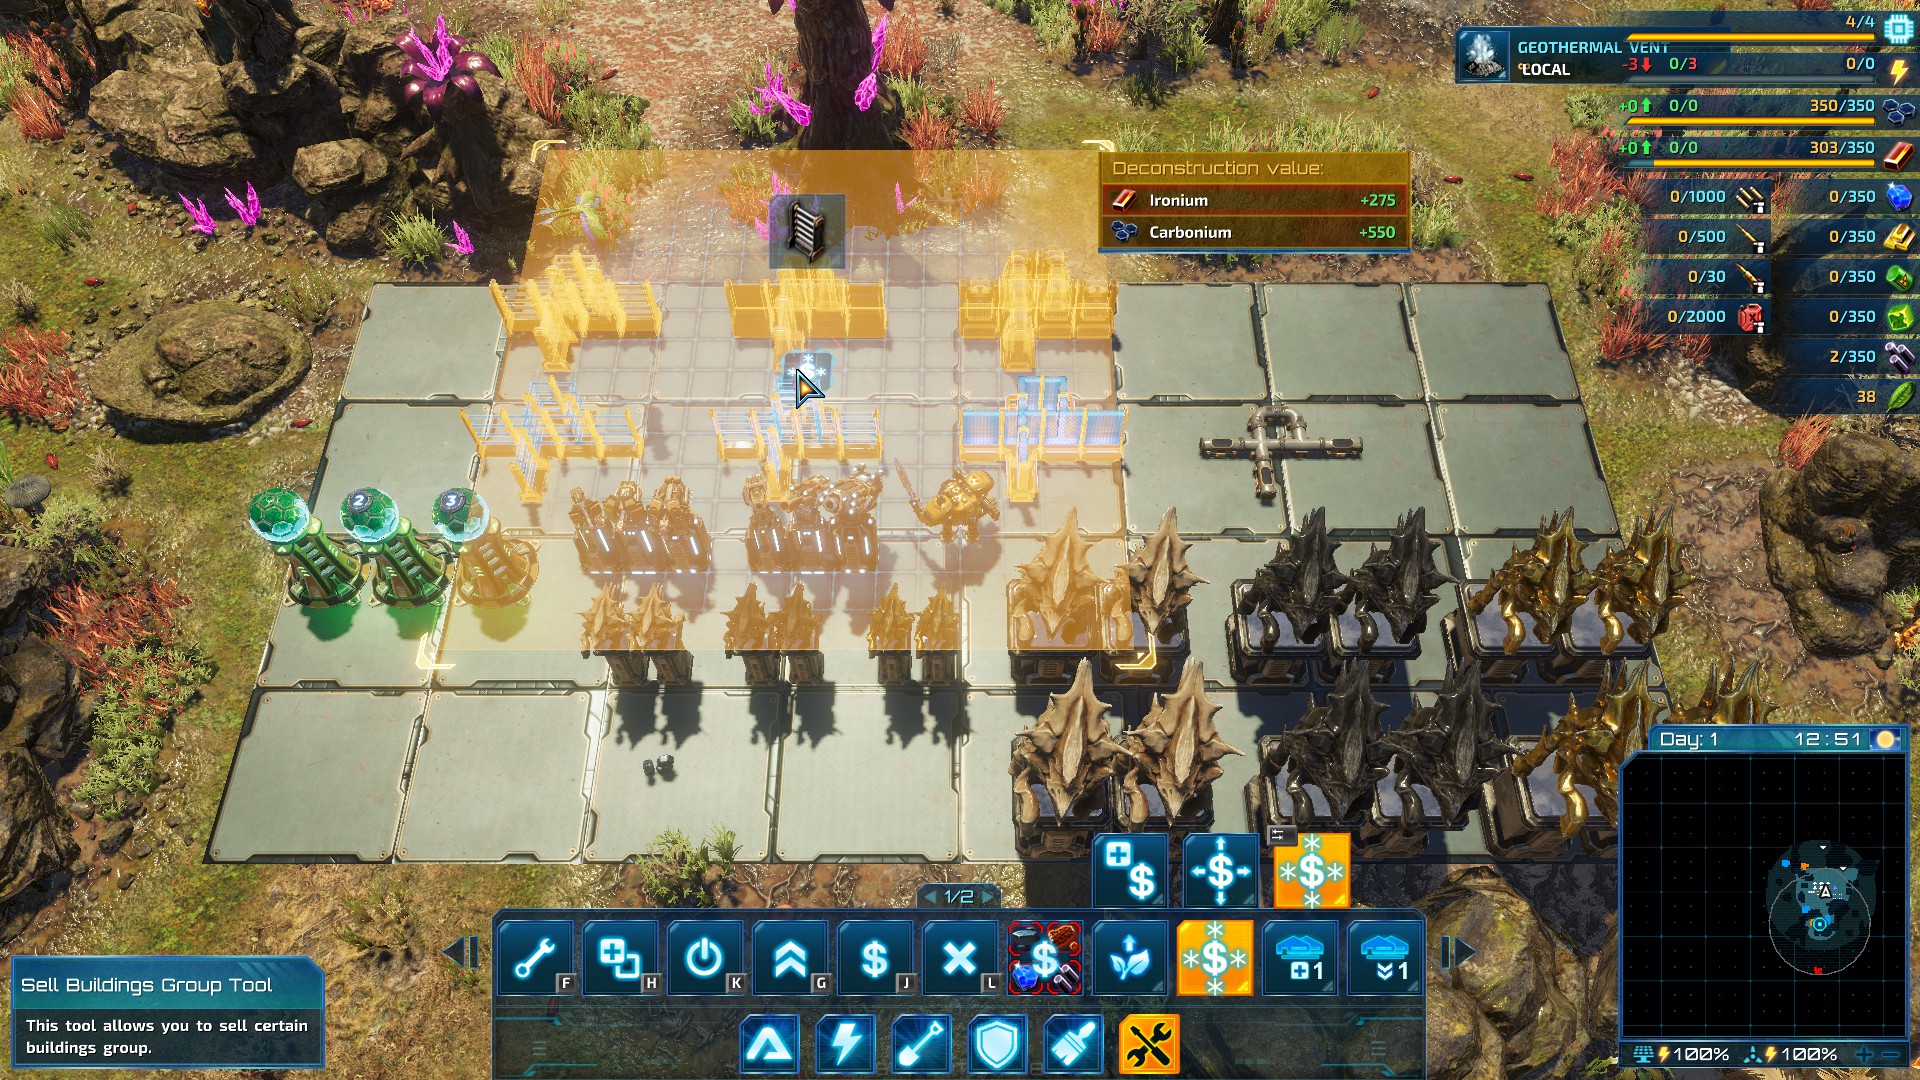 4/4
GEOTHERMAL VENT
LOCAL
-3 0/3 0/0
+0 0/0 350/350
+0 0/0 303/350
0/1000 0/350
0/500 0/350
0/30 0/350
0/2000 0/350
2/350
38
Deconstruction value:
Ironium +275
Carbonium +550
2
3
Day: 1 12:51
1/2
F
H
K
G
J
L
1
1
Sell Buildings Group Tool
This tool allows you to sell certain
buildings group.
100% 100%